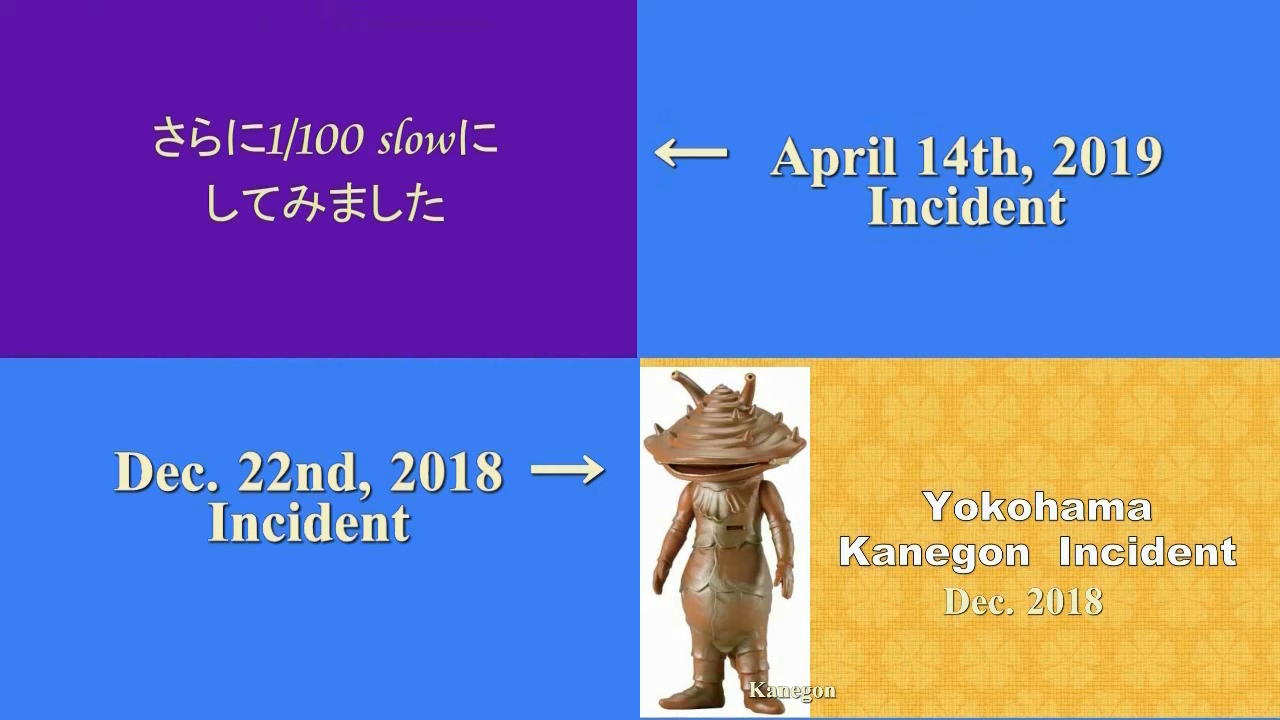 さらに1/100 slowに
してみました
← April 14th, 2019
Incident
Dec. 22nd, 2018 →
Incident
Yokohama
Kanegon Incident
Dec. 2018
Kanegon